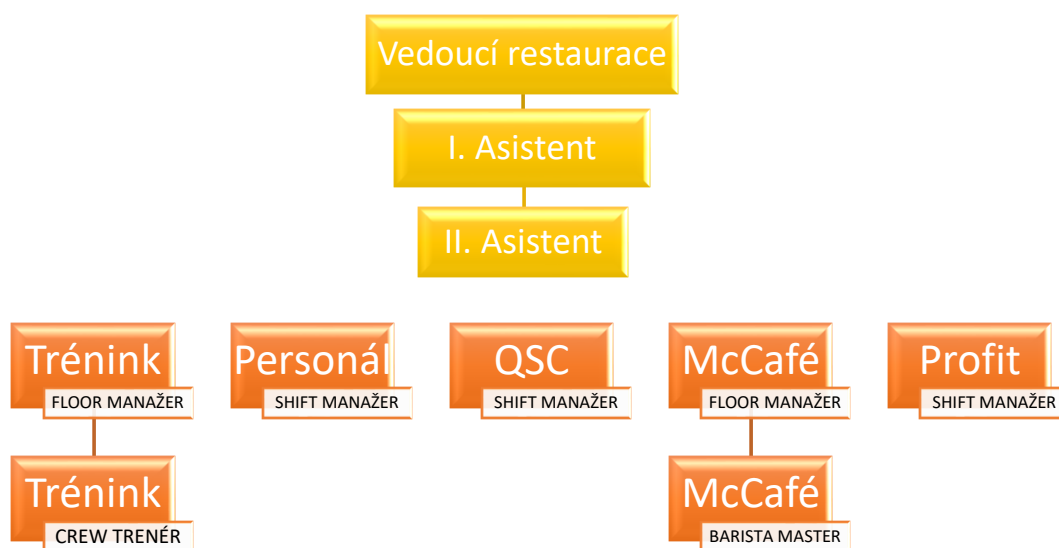 Vedoucí restaurace
I. Asistent
II. Asistent
Trénink
FLOOR MANAŽER
Personál
SHIFT MANAŽER
QSC
SHIFT MANAŽER
McCafé
FLOOR MANAŽER
Profit
SHIFT MANAŽER
Trénink
CREW TRENÉR
McCafé
BARISTA MASTER